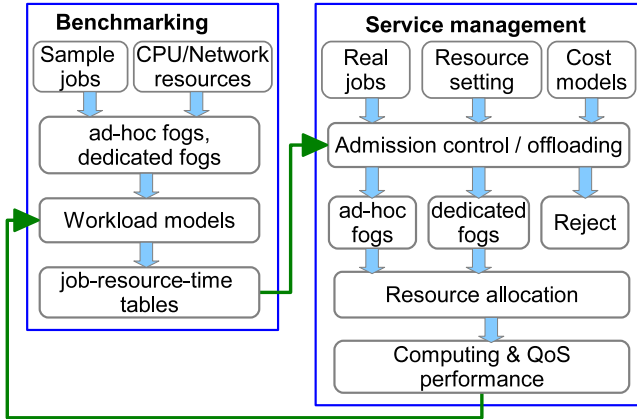 Benchmarking
Sample
jobs
CPU/Network
resources
ad-hoc fogs,
dedicated fogs
Workload models
job-resource-time
tables
Service management
Real
jobs
Resource
setting
Cost
models
Admission control / offloading
ad-hoc
fogs
dedicated
fogs
Reject
Resource allocation
Computing & QoS
performance